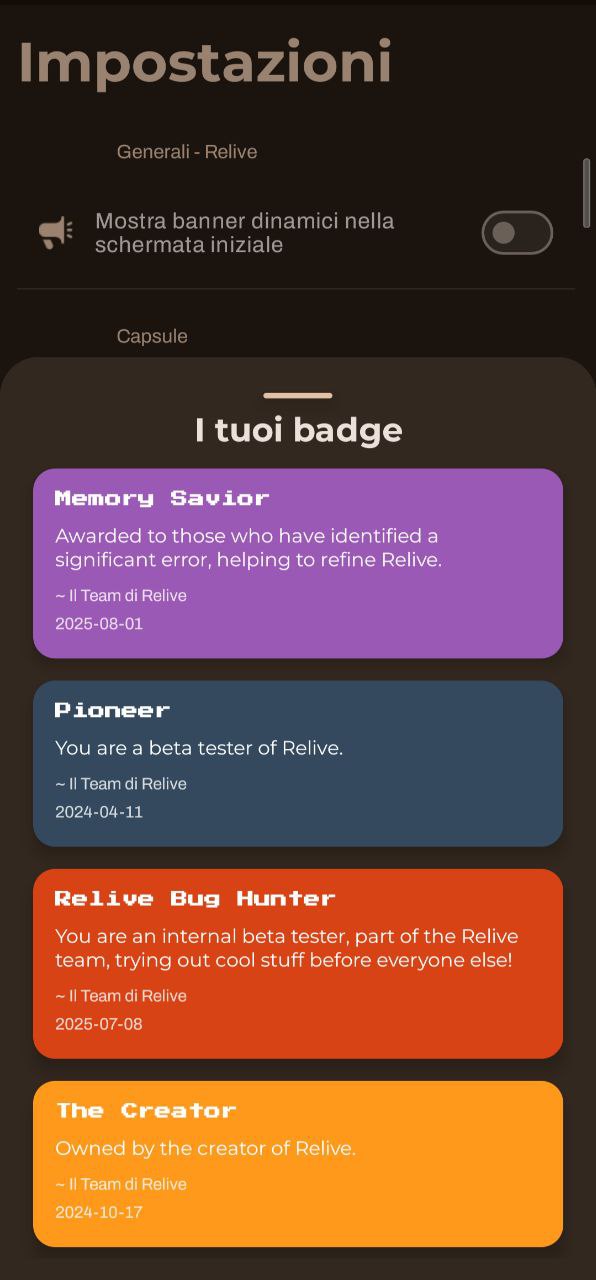 Impostazioni
Generali - Relive
Mostra banner dinamici nella
schermata iniziale
Capsule
I tuoi badge
Memory Savior
Awarded to those who have identified a
significant error, helping to refine Relive.
~ Il Team di Relive
2025-08-01
Pioneer
You are a beta tester of Relive.
~ Il Team di Relive
2024-04-11
Relive Bug Hunter
You are an internal beta tester, part of the Relive
team, trying out cool stuff before everyone else!
~ Il Team di Relive
2025-07-08
The Creator
Owned by the creator of Relive.
~ Il Team di Relive
2024-10-17